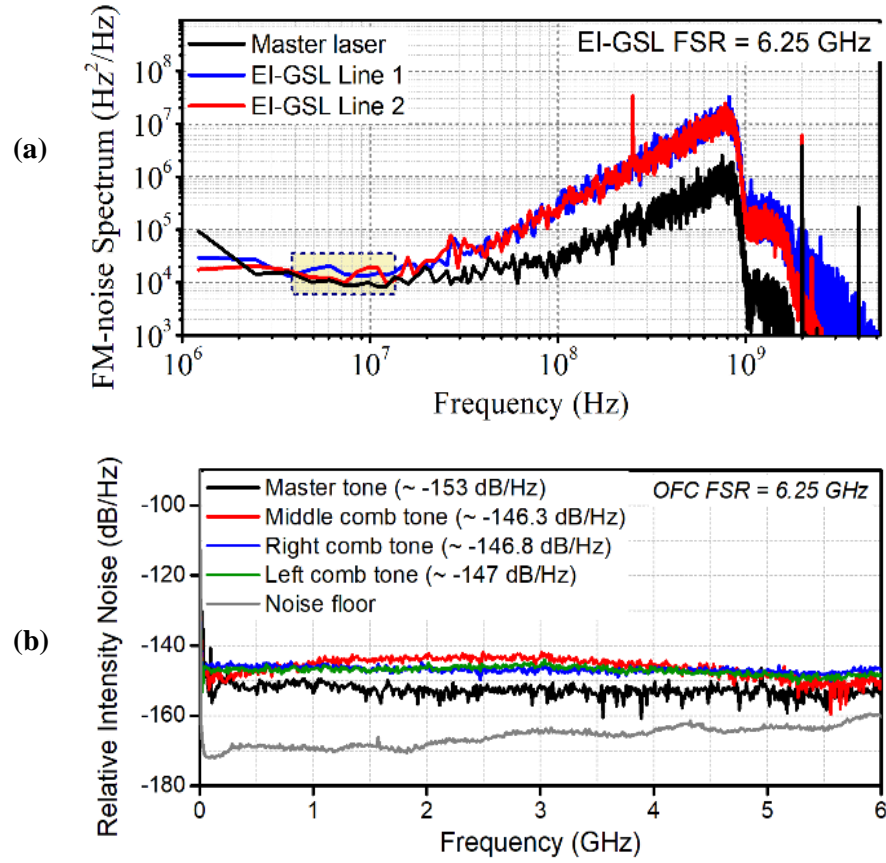 (a)
FM-noise Spectrum (Hz²/Hz)
10⁸
10⁷
10⁶
10⁵
10⁴
10³
Master laser
EI-GSL Line 1
EI-GSL Line 2
EI-GSL FSR = 6.25 GHz
10⁶ 10⁷ 10⁸ 10⁹
Frequency (Hz)
(b)
Relative Intensity Noise (dB/Hz)
-100
-120
-140
-160
-180
Master tone (~ -153 dB/Hz)
Middle comb tone (~ -146.3 dB/Hz)
Right comb tone (~ -146.8 dB/Hz)
Left comb tone (~ -147 dB/Hz)
Noise floor
OFC FSR = 6.25 GHz
0 1 2 3 4 5 6
Frequency (GHz)